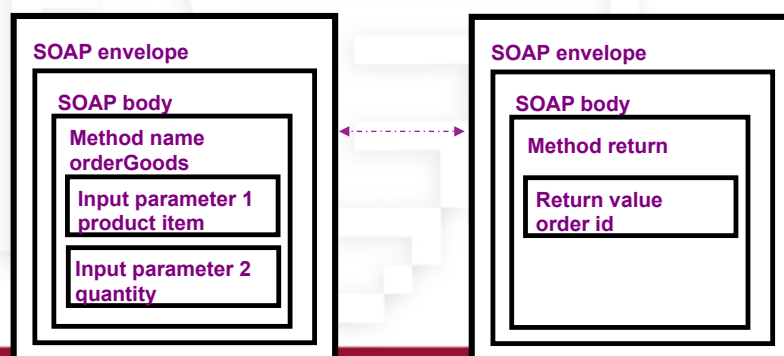 SOAP envelope
SOAP body
Method name
orderGoods
Input parameter 1
product item
Input parameter 2
quantity
SOAP envelope
SOAP body
Method return
Return value
order id